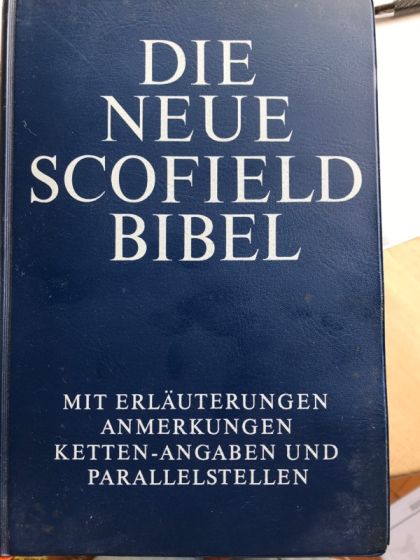 DIE
NEUE
SCOFIELD
BIBEL
MIT ERLÄUTERUNGEN
ANMERKUNGEN
KETTEN-ANGABEN UND
PARALLELSTELLEN